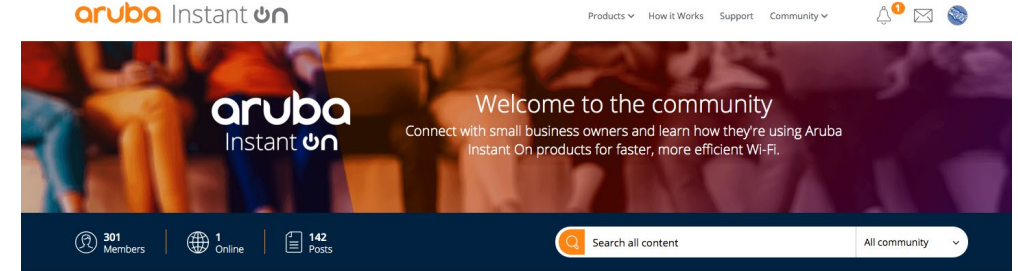 aruba Instant on
Products How it Works Support Community
1
aruba
Instant on
Welcome to the community
Connect with small business owners and learn how they're using Aruba
Instant On products for faster, more efficient Wi-Fi.
301
Members
1
Online
142
Posts
Search all content
All community